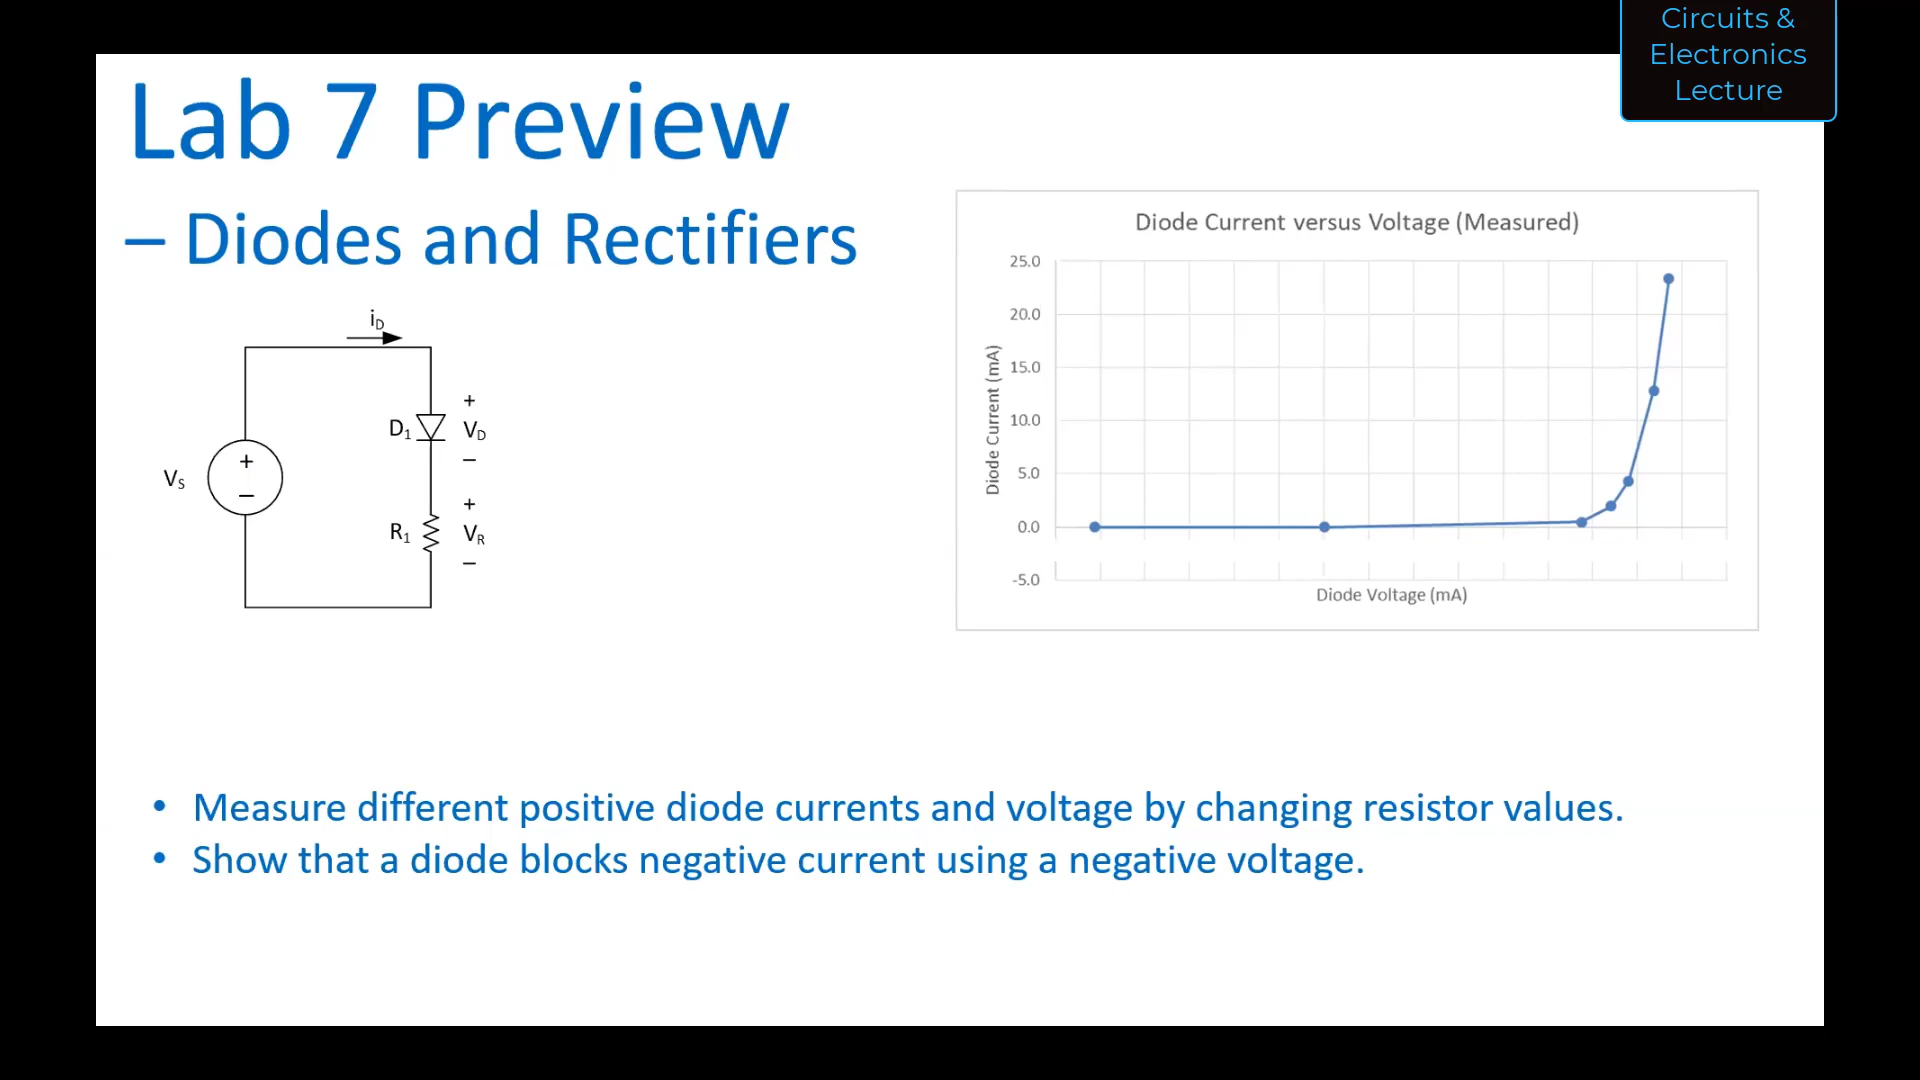 Circuits &
Electronics
Lecture
Lab 7 Preview
– Diodes and Rectifiers
iD
+
D1
VD
–
VS
+
–
+
R1
VR
–
Diode Current versus Voltage (Measured)
25.0
20.0
15.0
10.0
5.0
0.0
-5.0
Diode Current (mA)
Diode Voltage (mA)
• Measure different positive diode currents and voltage by changing resistor values.
• Show that a diode blocks negative current using a negative voltage.